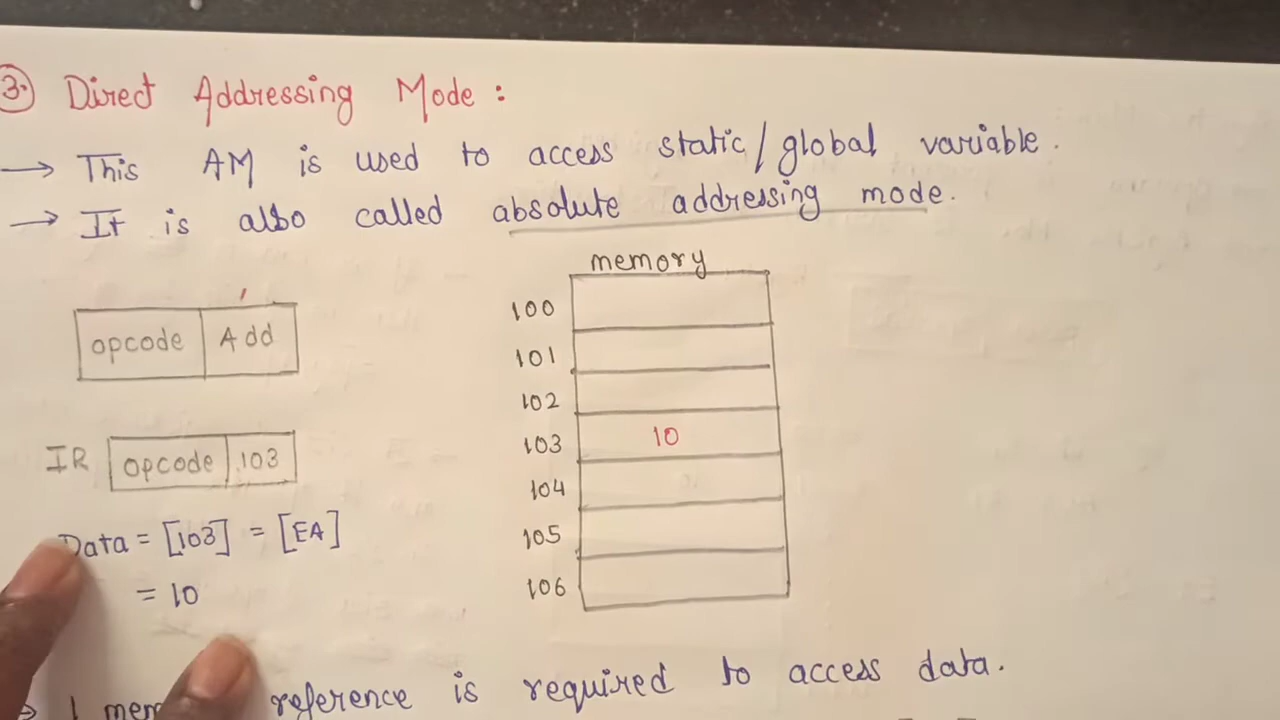 3. Direct Addressing Mode :
→ This AM is used to access static/global variable.
→ It is also called absolute addressing mode.
memory
opcode Add
100
101
102
103 10
104
105
106
IR opcode 103
Data = [103] = [EA]
= 10
→ 1 reference is required to access data.